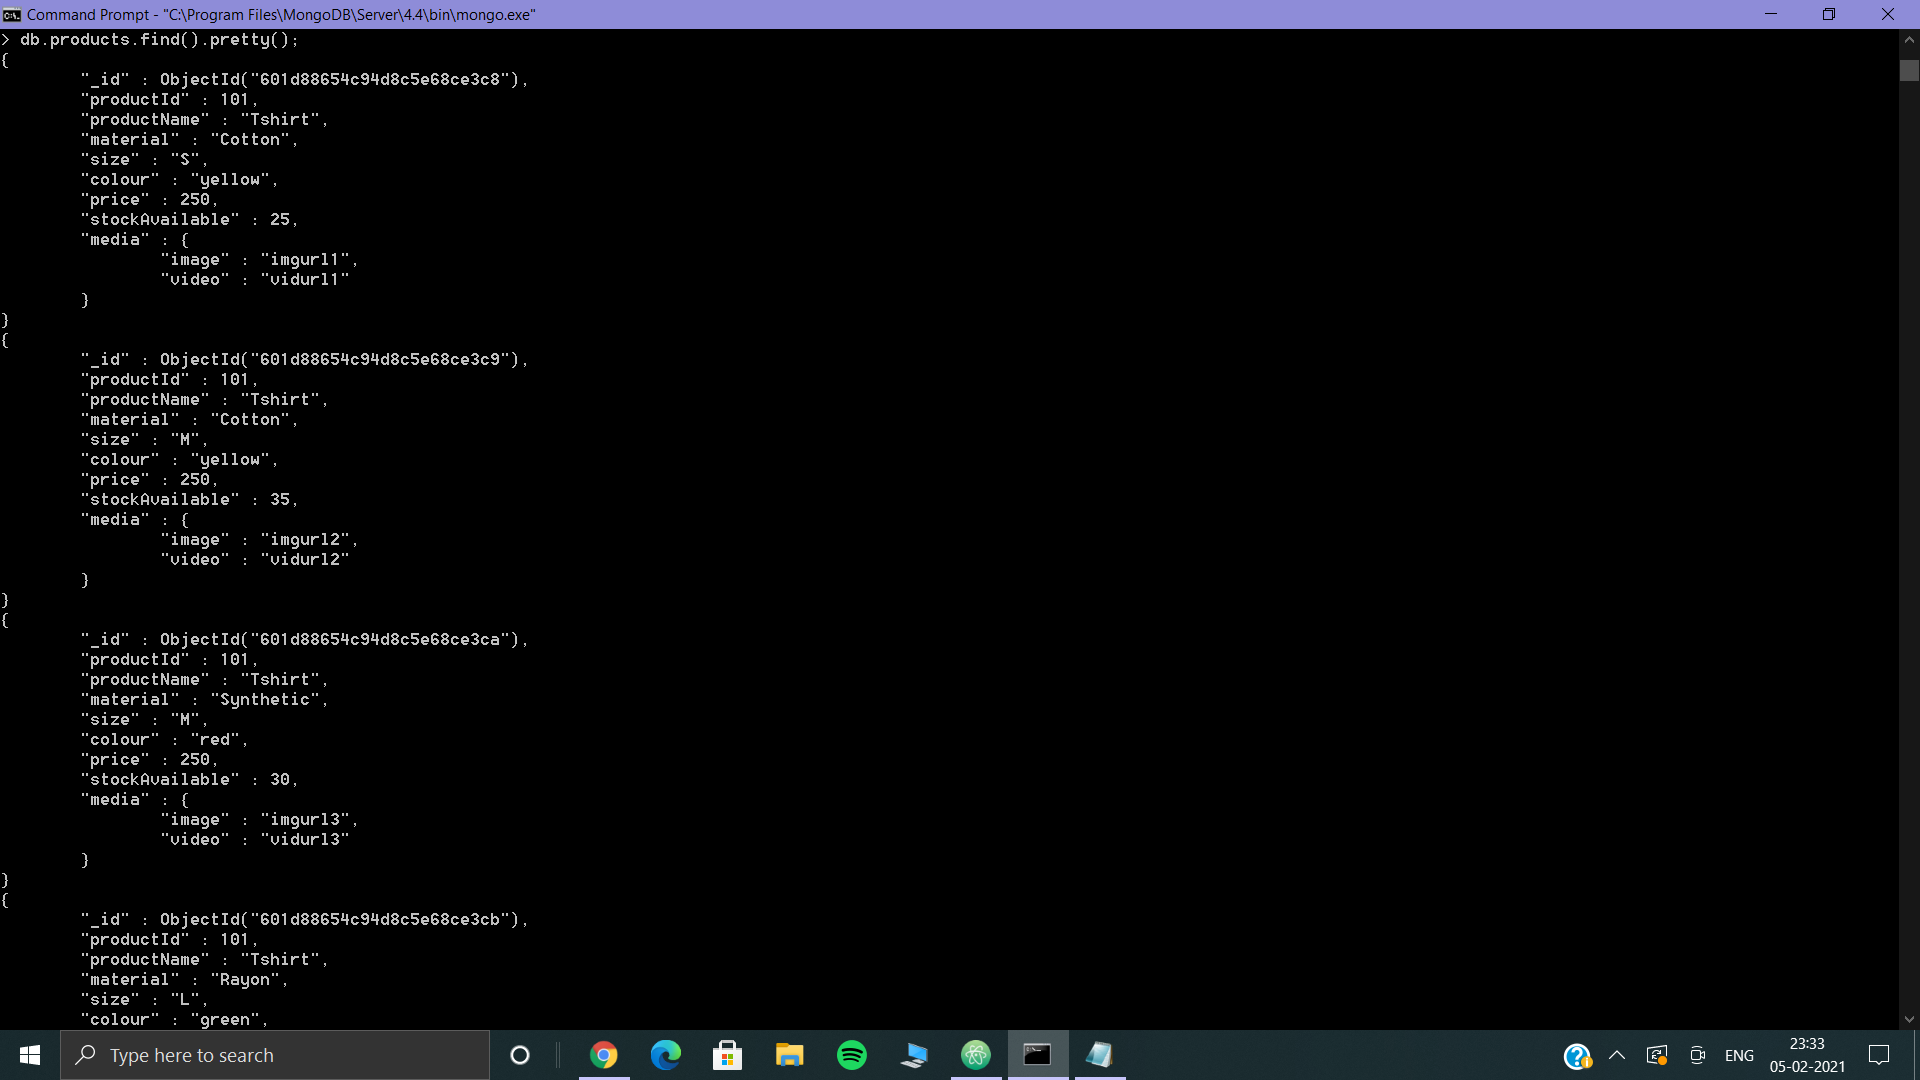 Command Prompt - "C:\Program Files\MongoDB\Server\4.4\bin\mongo.exe"
> db.products.find().pretty();
{
        "_id" : ObjectId("601d88654c94d8c5e68ce3c8"),
        "productId" : 101,
        "productName" : "Tshirt",
        "material" : "Cotton",
        "size" : "S",
        "colour" : "yellow",
        "price" : 250,
        "stockAvailable" : 25,
        "media" : {
                "image" : "imgurl1",
                "video" : "vidurl1"
        }
}
{
        "_id" : ObjectId("601d88654c94d8c5e68ce3c9"),
        "productId" : 101,
        "productName" : "Tshirt",
        "material" : "Cotton",
        "size" : "M",
        "colour" : "yellow",
        "price" : 250,
        "stockAvailable" : 35,
        "media" : {
                "image" : "imgurl2",
                "video" : "vidurl2"
        }
}
{
        "_id" : ObjectId("601d88654c94d8c5e68ce3ca"),
        "productId" : 101,
        "productName" : "Tshirt",
        "material" : "Synthetic",
        "size" : "M",
        "colour" : "red",
        "price" : 250,
        "stockAvailable" : 30,
        "media" : {
                "image" : "imgurl3",
                "video" : "vidurl3"
        }
}
{
        "_id" : ObjectId("601d88654c94d8c5e68ce3cb"),
        "productId" : 101,
        "productName" : "Tshirt",
        "material" : "Rayon",
        "size" : "L",
        "colour" : "green",
Type here to search
ENG
23:33
05-02-2021